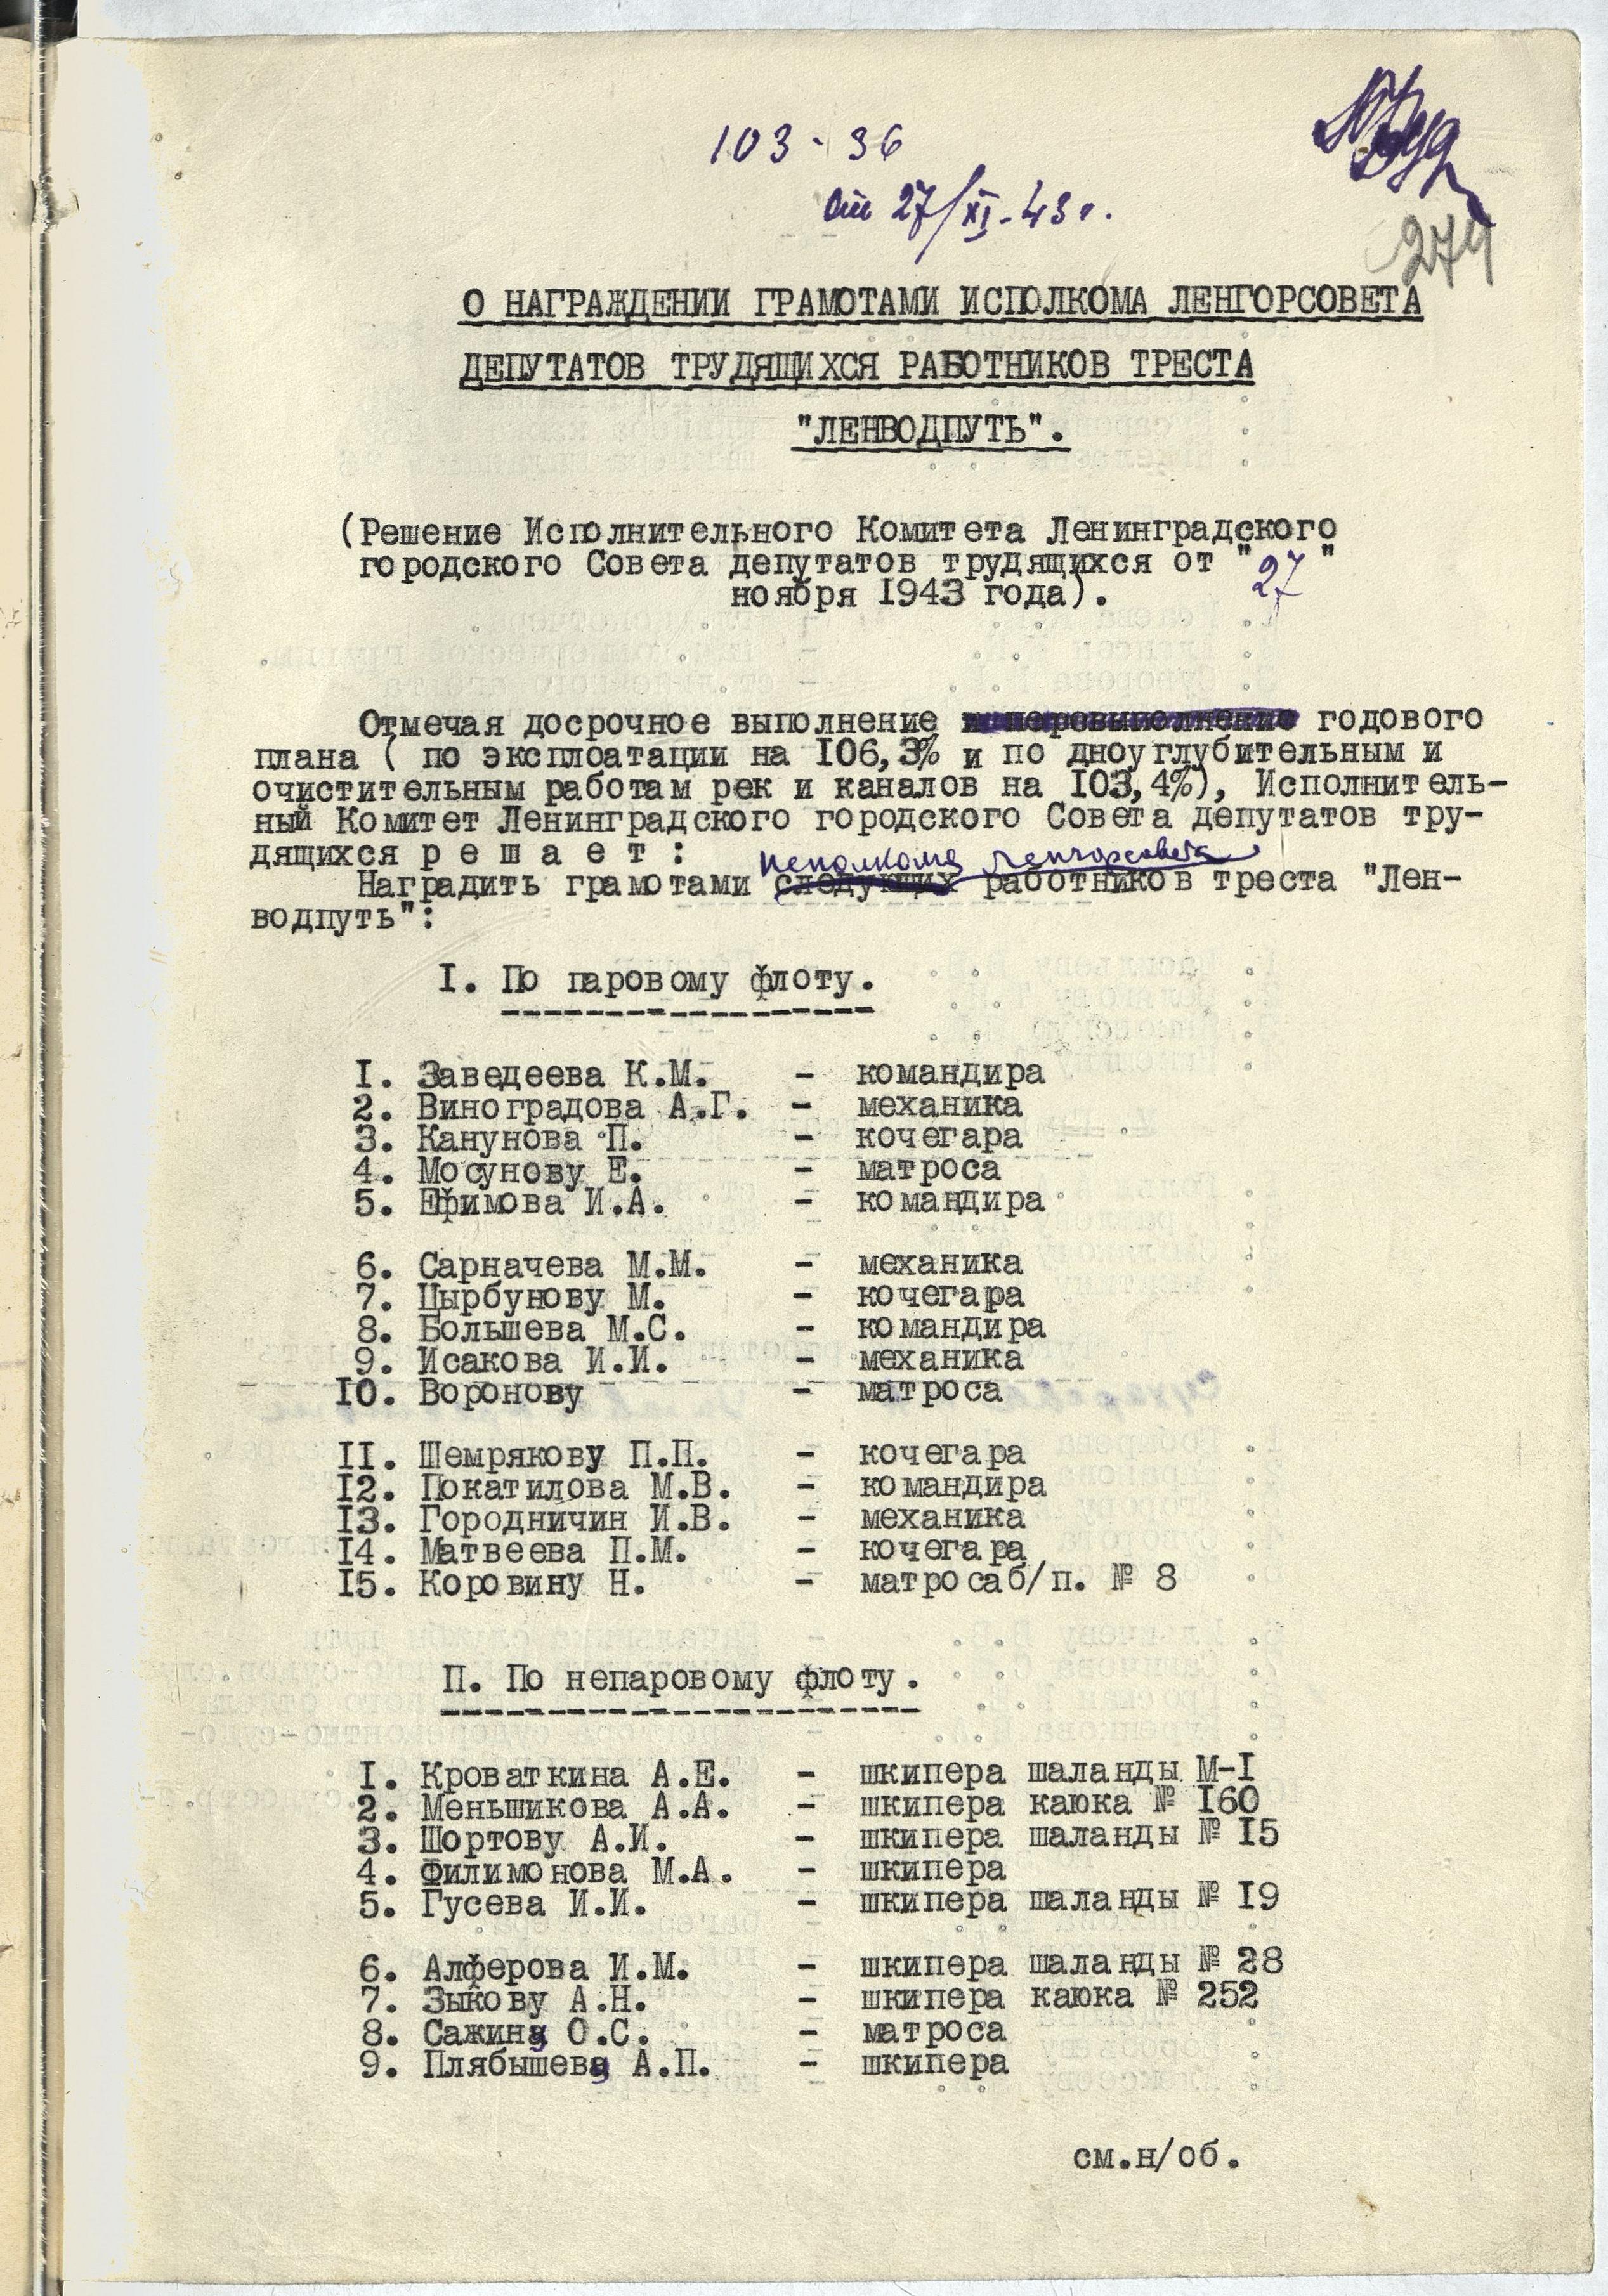 103-36
от 27/XI-43 г.
279
О НАГРАЖДЕНИИ ГРАМОТАМИ ИСПОЛКОМА ЛЕНГОРСОВЕТА
ДЕПУТАТОВ ТРУДЯЩИХСЯ РАБОТНИКОВ ТРЕСТА
"ЛЕНВОДПУТЬ".
(Решение Исполнительного Комитета Ленинградского
городского Совета депутатов трудящихся от "27"
ноября 1943 года).
Отмечая досрочное выполнение и перевыполнение годового
плана ( по эксплоатации на 106,3% и по дноуглубительным и
очистительным работам рек и каналов на 103,4%), Исполнитель-
ный Комитет Ленинградского городского Совета депутатов тру-
дящихся р е ш а е т :
исполкома Ленгорсовета
Наградить грамотами следующих работников треста "Лен-
водпуть":
I. По паровому флоту.
1. Заведеева К.М. - командира
2. Виноградова А.Г. - механика
3. Канунова П. - кочегара
4. Мосунову Е. - матроса
5. Ефимова И.А. - командира
6. Сарначева М.М. - механика
7. Цырбунову М. - кочегара
8. Большева М.С. - командира
9. Исакова И.И. - механика
10. Воронову - матроса
11. Шемрякову П.П. - кочегара
12. Покатилова М.В. - командира
13. Городничин И.В. - механика
14. Матвеева П.М. - кочегара
15. Коровину Н. - матроса б/п. № 8
П. По непаровому флоту.
1. Кроваткина А.Е. - шкипера шаланды М-1
2. Меньшикова А.А. - шкипера каюка № 160
3. Шортову А.И. - шкипера шаланды № 15
4. Филимонова М.А. - шкипера
5. Гусева И.И. - шкипера шаланды № 19
6. Алферова И.М. - шкипера шаланды № 28
7. Зыкову А.Н. - шкипера каюка № 252
8. Сажину О.С. - матроса
9. Плябышеву А.П. - шкипера
см.н/об.